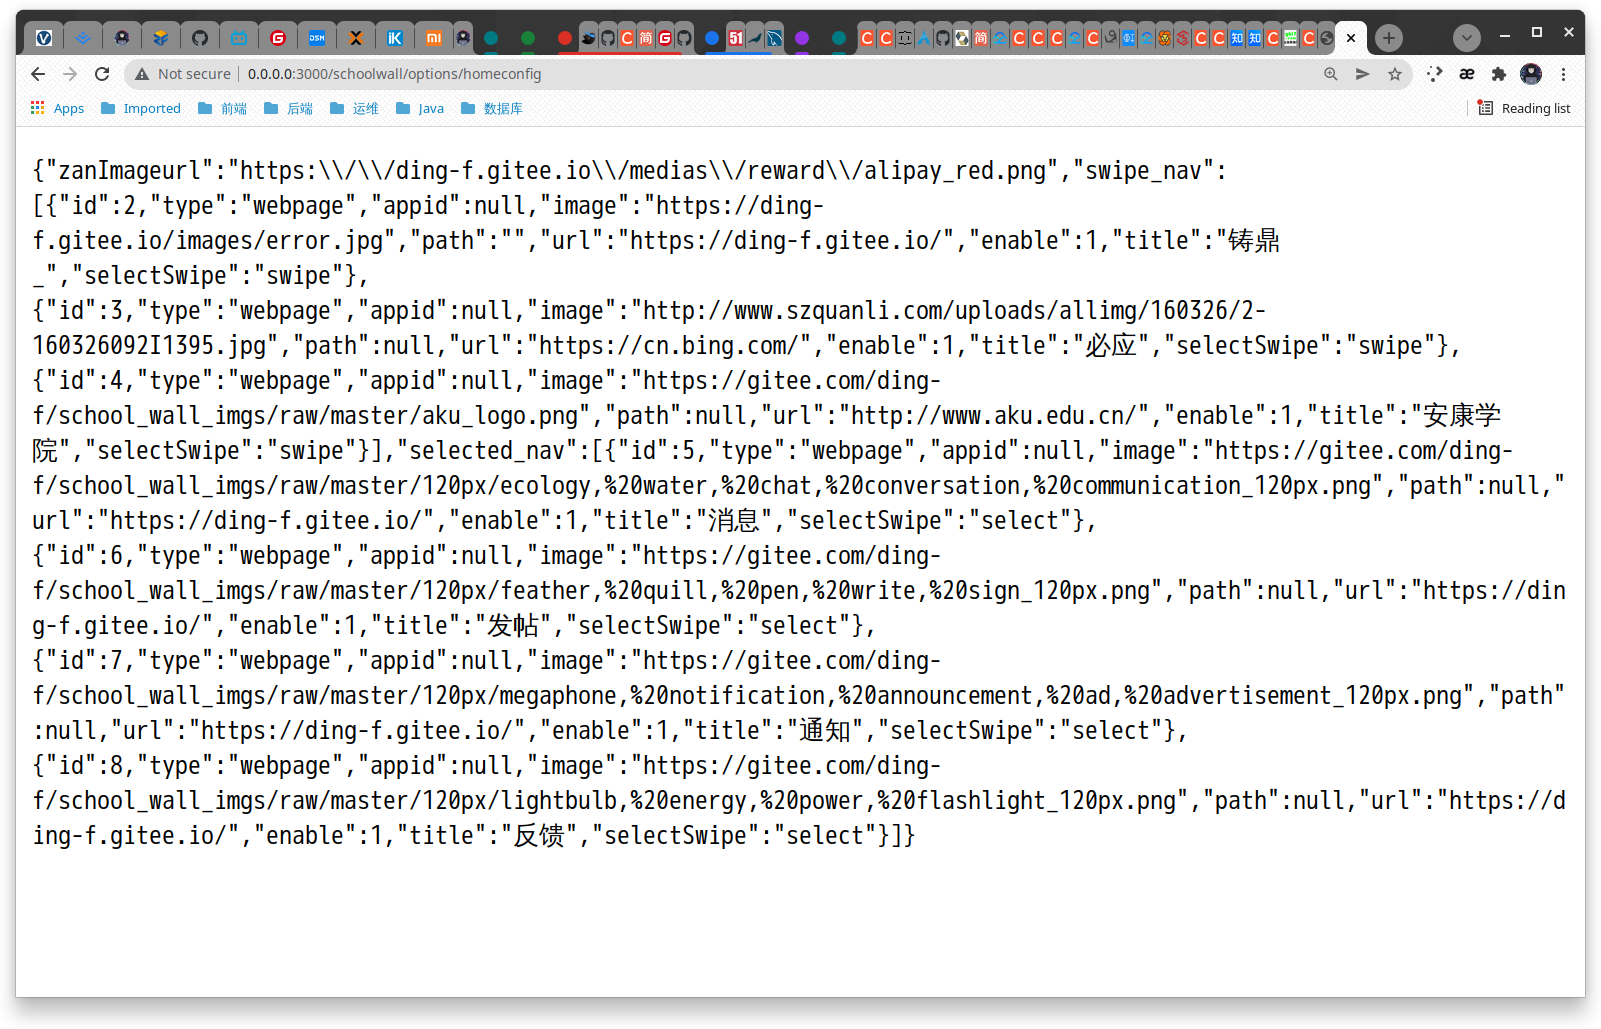 Not secure 0.0.0.0:3000/schoolwall/options/homeconfig
Apps Imported 前端 后端 运维 Java 数据库 Reading list
{"zanImageurl":"https:\\/\\/ding-f.gitee.io\\/medias\\/reward\\/alipay_red.png","swipe_nav":
[{"id":2,"type":"webpage","appid":null,"image":"https://ding-
f.gitee.io/images/error.jpg","path":"","url":"https://ding-f.gitee.io/","enable":1,"title":"铸鼎
_","selectSwipe":"swipe"},
{"id":3,"type":"webpage","appid":null,"image":"http://www.szquanli.com/uploads/allimg/160326/2-
160326092I1395.jpg","path":null,"url":"https://cn.bing.com/","enable":1,"title":"必应","selectSwipe":"swipe"},
{"id":4,"type":"webpage","appid":null,"image":"https://gitee.com/ding-
f/school_wall_imgs/raw/master/aku_logo.png","path":null,"url":"http://www.aku.edu.cn/","enable":1,"title":"安康学
院","selectSwipe":"swipe"}],"selected_nav":[{"id":5,"type":"webpage","appid":null,"image":"https://gitee.com/ding-
f/school_wall_imgs/raw/master/120px/ecology,%20water,%20chat,%20conversation,%20communication_120px.png","path":null,"
url":"https://ding-f.gitee.io/","enable":1,"title":"消息","selectSwipe":"select"},
{"id":6,"type":"webpage","appid":null,"image":"https://gitee.com/ding-
f/school_wall_imgs/raw/master/120px/feather,%20quill,%20pen,%20write,%20sign_120px.png","path":null,"url":"https://din
g-f.gitee.io/","enable":1,"title":"发帖","selectSwipe":"select"},
{"id":7,"type":"webpage","appid":null,"image":"https://gitee.com/ding-
f/school_wall_imgs/raw/master/120px/megaphone,%20notification,%20announcement,%20ad,%20advertisement_120px.png","path"
:null,"url":"https://ding-f.gitee.io/","enable":1,"title":"通知","selectSwipe":"select"},
{"id":8,"type":"webpage","appid":null,"image":"https://gitee.com/ding-
f/school_wall_imgs/raw/master/120px/lightbulb,%20energy,%20power,%20flashlight_120px.png","path":null,"url":"https://d
ing-f.gitee.io/","enable":1,"title":"反馈","selectSwipe":"select"}]}